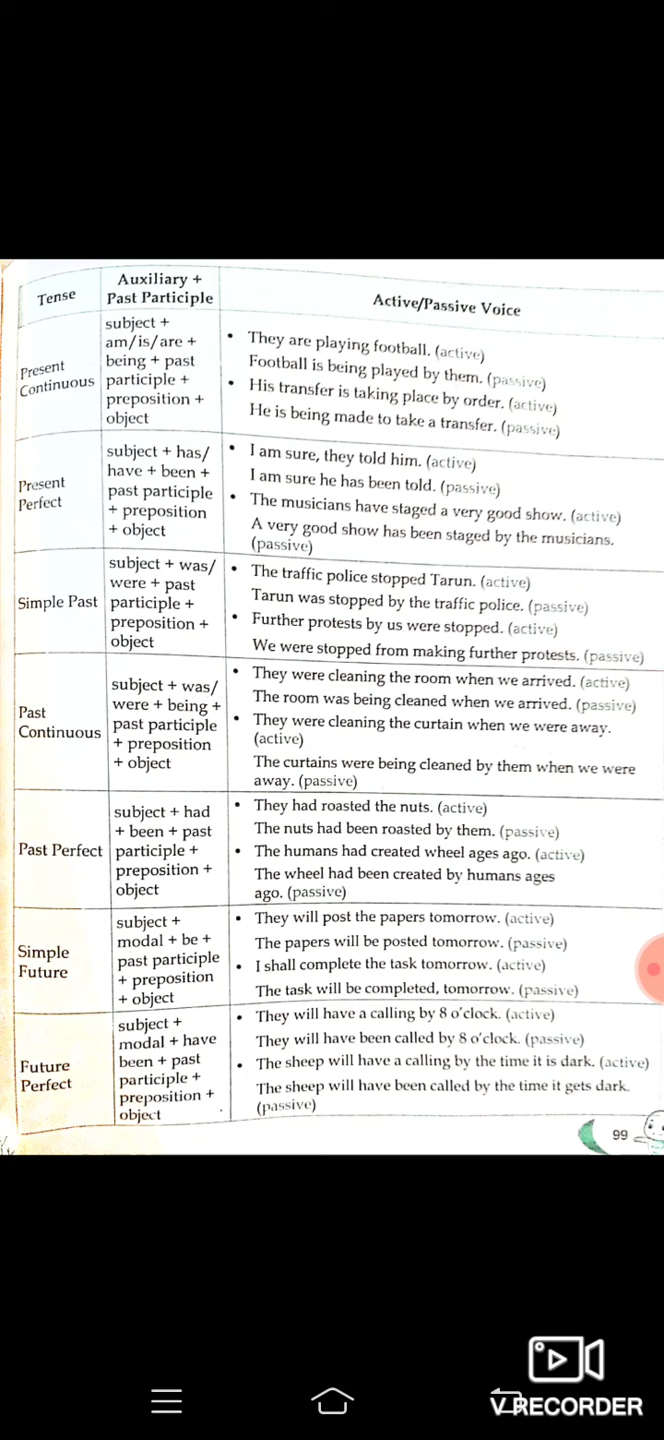 Tense
Auxiliary +
Past Participle
Active/Passive Voice
Present
Continuous
subject +
am/is/are +
being + past
participle +
preposition +
object
• They are playing football. (active)
Football is being played by them. (passive)
• His transfer is taking place by order. (active)
He is being made to take a transfer. (passive)
Present
Perfect
subject + has/
have + been +
past participle
+ preposition
+ object
• I am sure, they told him. (active)
I am sure he has been told. (passive)
• The musicians have staged a very good show. (active)
A very good show has been staged by the musicians.
(passive)
Simple Past
subject + was/
were + past
participle +
preposition +
object
• The traffic police stopped Tarun. (active)
Tarun was stopped by the traffic police. (passive)
• Further protests by us were stopped. (active)
We were stopped from making further protests. (passive)
Past
Continuous
subject + was/
were + being +
past participle
+ preposition
+ object
• They were cleaning the room when we arrived. (active)
The room was being cleaned when we arrived. (passive)
• They were cleaning the curtain when we were away.
(active)
The curtains were being cleaned by them when we were
away. (passive)
Past Perfect
subject + had
+ been + past
participle +
preposition +
object
• They had roasted the nuts. (active)
The nuts had been roasted by them. (passive)
• The humans had created wheel ages ago. (active)
The wheel had been created by humans ages
ago. (passive)
Simple
Future
subject +
modal + be +
past participle
+ preposition
+ object
• They will post the papers tomorrow. (active)
The papers will be posted tomorrow. (passive)
• I shall complete the task tomorrow. (active)
The task will be completed, tomorrow. (passive)
Future
Perfect
subject +
modal + have
been + past
participle +
preposition +
object
• They will have a calling by 8 o'clock. (active)
They will have been called by 8 o'clock. (passive)
• The sheep will have a calling by the time it is dark. (active)
The sheep will have been called by the time it gets dark.
(passive)
99
V RECORDER